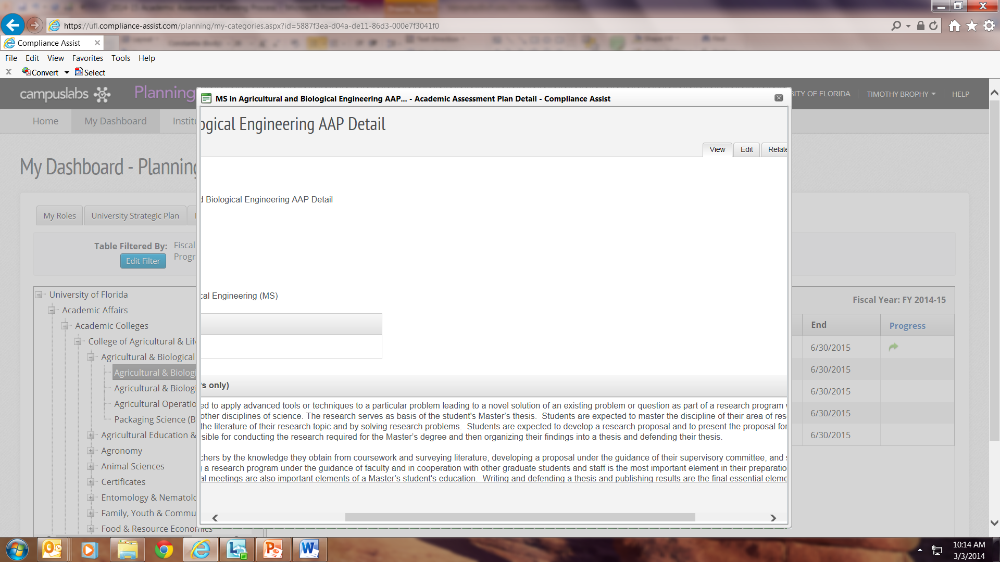 https://ufl.compliance-assist.com/planning/my-categories.aspx?id=5887f3ea-d04a-de11-86d3-000e7f3041f0
Compliance Assist
File Edit View Favorites Tools Help
Convert Select
campuslabs Planning
MS in Agricultural and Biological Engineering AAP... - Academic Assessment Plan Detail - Compliance Assist
SITY OF FLORIDA TIMOTHY BROPHY HELP
Home My Dashboard Institu
ogical Engineering AAP Detail
View Edit Relate
My Dashboard - Planning
d Biological Engineering AAP Detail
My Roles University Strategic Plan
Table Filtered By: Fiscal
Edit Filter Progr
University of Florida
Academic Affairs
Academic Colleges
College of Agricultural & Life
Agricultural & Biological
Agricultural & Biologi
Agricultural & Biolog
Agricultural Operatio
Packaging Science (B
Agricultural Education &
Agronomy
Animal Sciences
Certificates
Entomology & Nematolo
Family, Youth & Commu
Food & Resource Economics
cal Engineering (MS)
's only)
ed to apply advanced tools or techniques to a particular problem leading to a novel solution of an existing problem or question as part of a research program
other disciplines of science. The research serves as basis of the student's Master's thesis. Students are expected to master the discipline of their area of res
the literature of their research topic and by solving research problems. Students are expected to develop a research proposal and to present the proposal for
sible for conducting the research required for the Master's degree and then organizing their findings into a thesis and defending their thesis.
chers by the knowledge they obtain from coursework and surveying literature, developing a proposal under the guidance of their supervisory committee, and
g a research program under the guidance of faculty and in cooperation with other graduate students and staff is the most important element in their preparatio
al meetings are also important elements of a Master's student's education. Writing and defending a thesis and publishing results are the final essential eleme
Fiscal Year: FY 2014-15
End Progress
6/30/2015
6/30/2015
6/30/2015
6/30/2015
6/30/2015
10:14 AM
3/3/2014